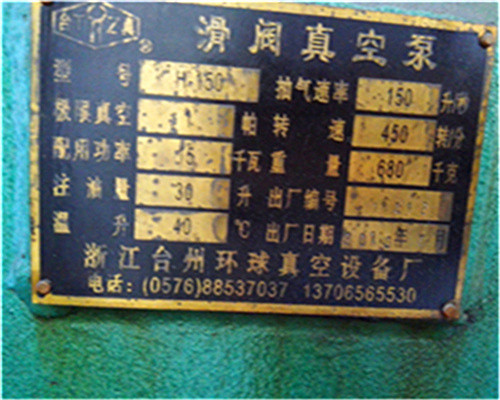 滑阀真空泵
型号 H-150 抽气速率 150 升/秒
极限真空 帕 转速 450 转/分
配用功率 15 千瓦 重量 680 千克
注油量 30 升 出厂编号
温升 40 ℃ 出厂日期 年 月
浙江台州环球真空设备厂
电话:(0576)88537037 13706565530